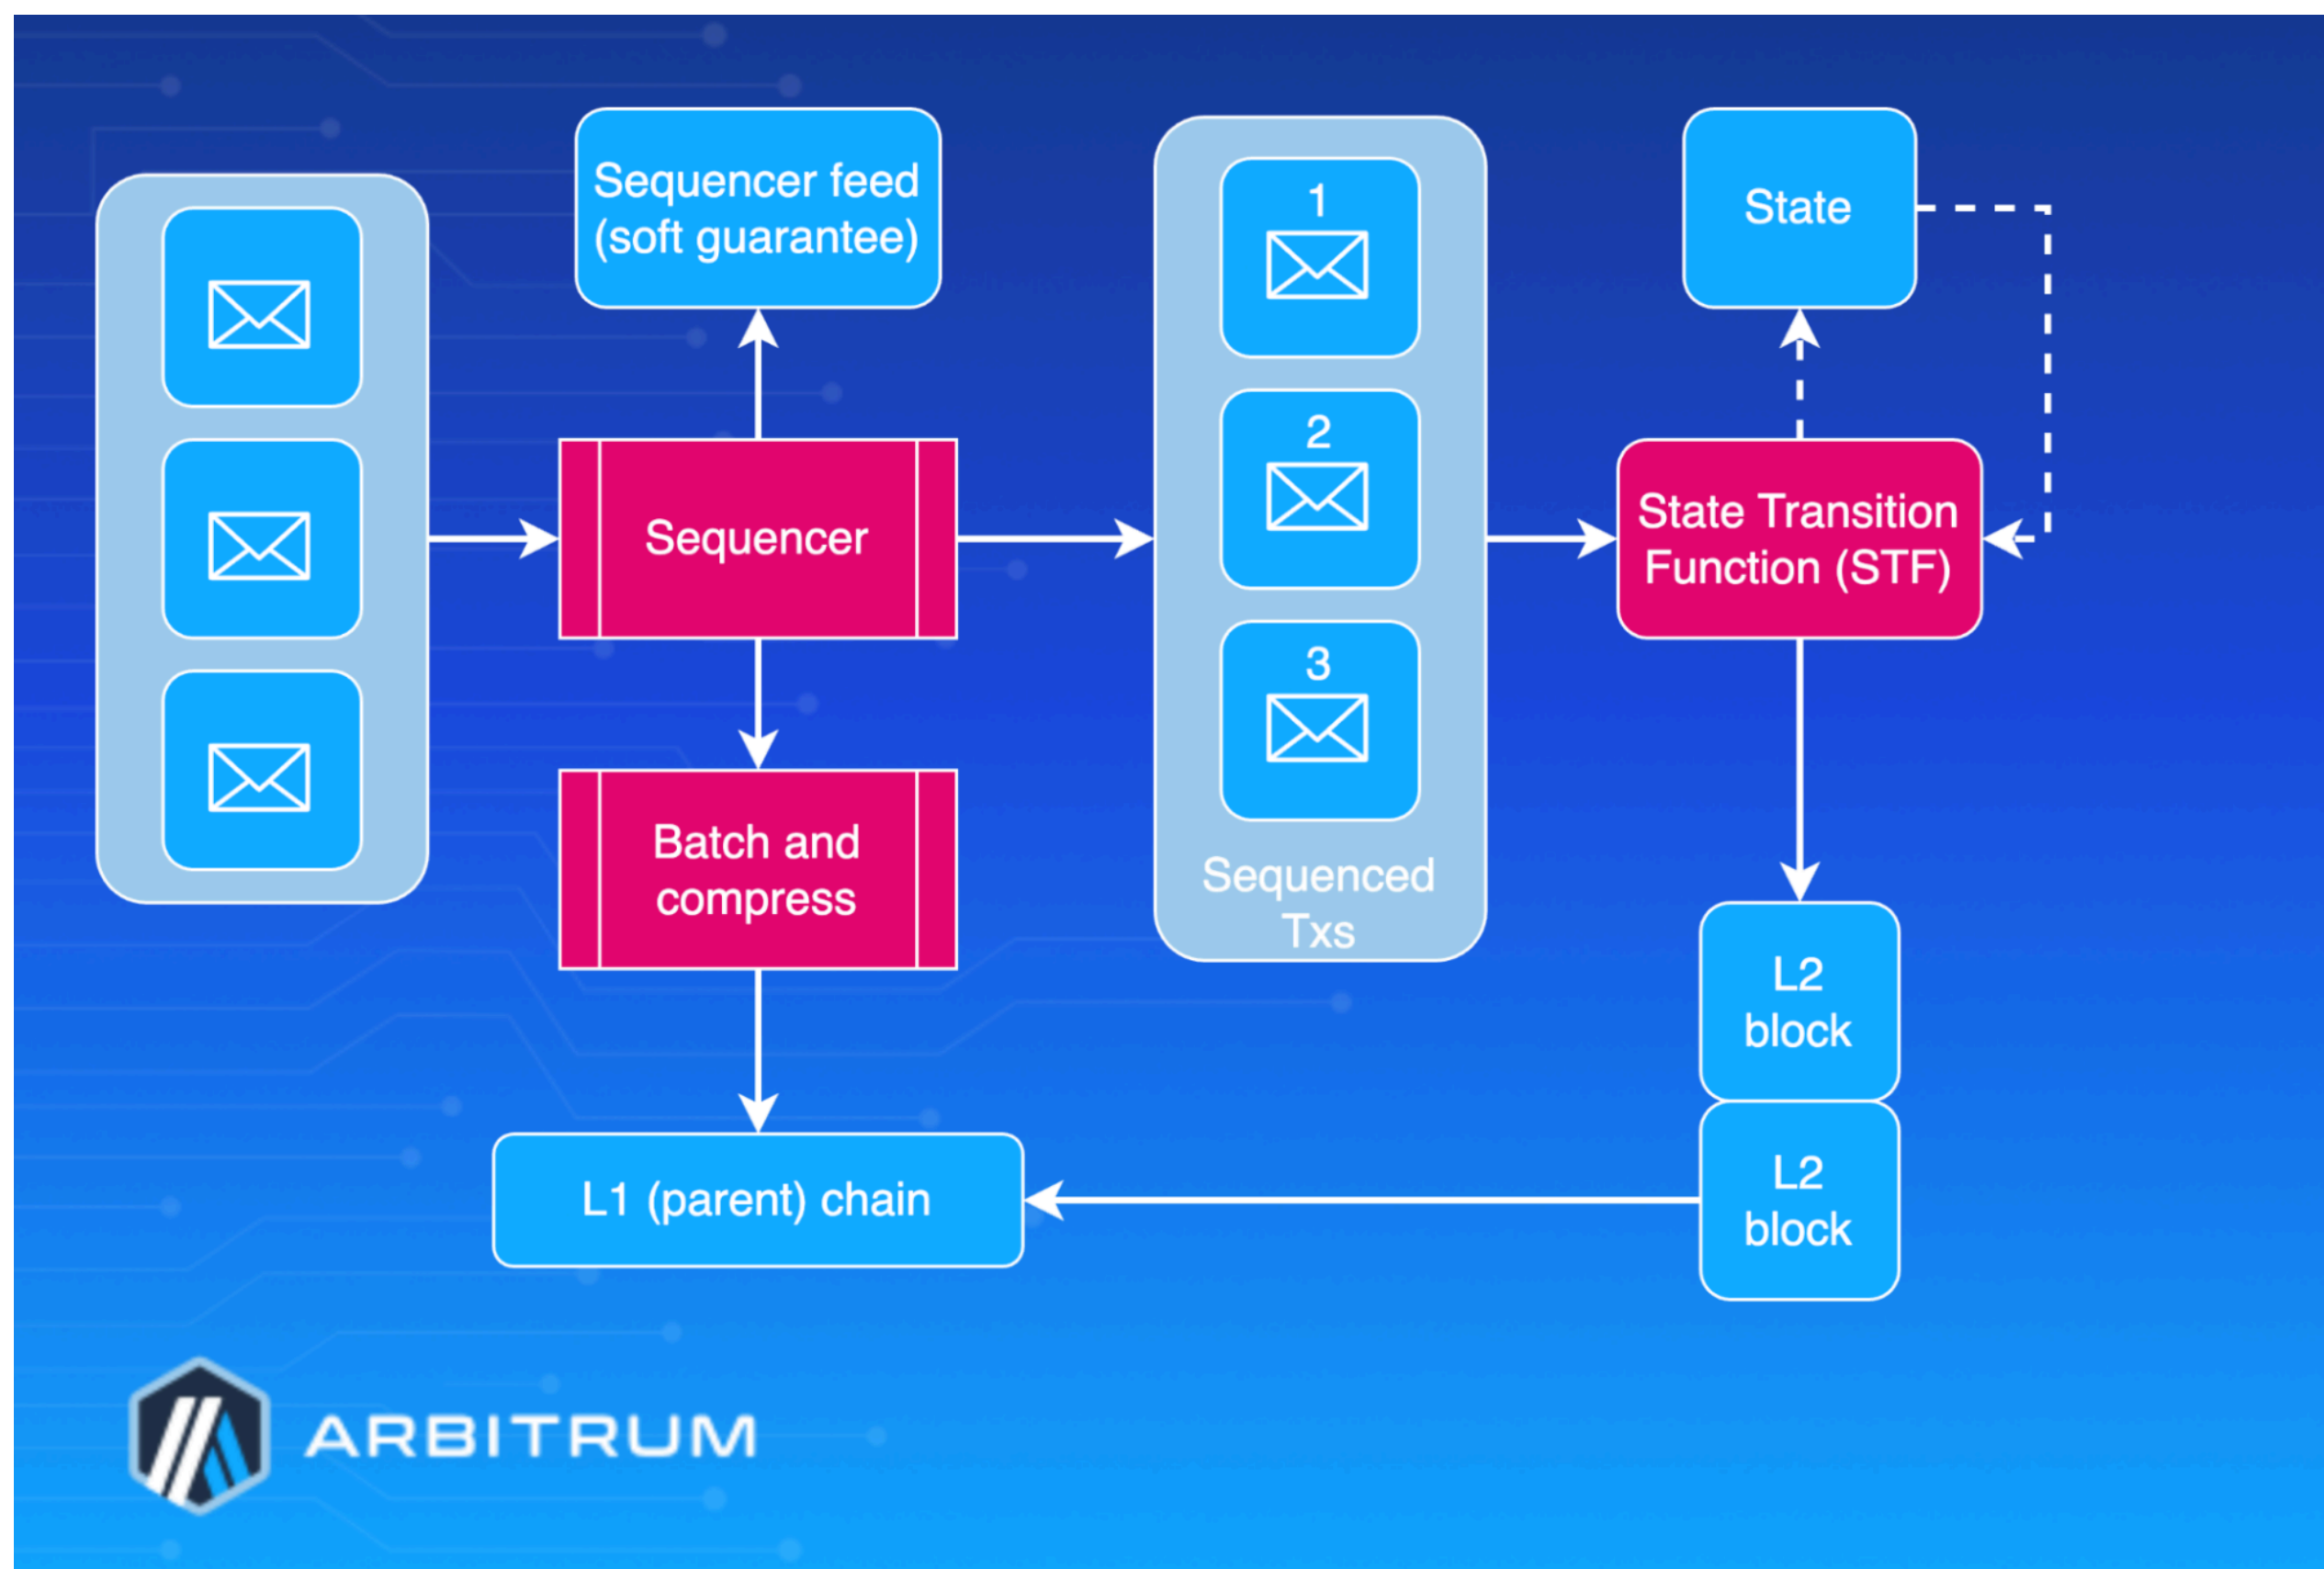 Sequencer feed
(soft guarantee)
Sequencer
Batch and
compress
L1 (parent) chain
1
2
3
Sequenced
Txs
State
State Transition
Function (STF)
L2
block
L2
block
ARBITRUM